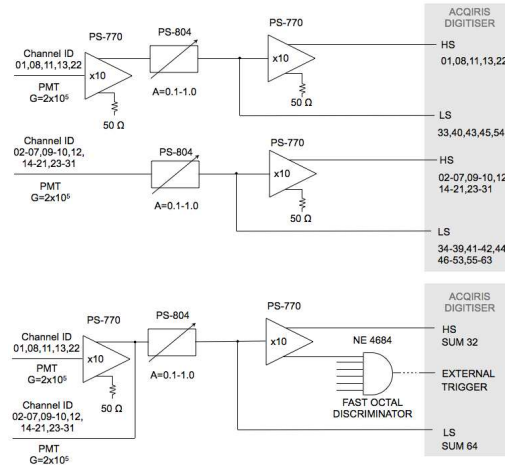 ACQIRIS
DIGITISER
PS-770
Channel ID
01,08,11,13,22
PMT
G=2x10⁵
x10
50 Ω
PS-804
A=0.1-1.0
PS-770
x10
50 Ω
HS
01,08,11,13,22
LS
33,40,43,45,54
Channel ID
02-07,09-10,12,
14-21,23-31
PMT
G=2x10⁵
PS-804
A=0.1-1.0
PS-770
x10
50 Ω
HS
02-07,09-10,12
14-21,23-31
LS
34-39,41-42,44
46-53,55-63
ACQIRIS
DIGITISER
PS-770
Channel ID
01,08,11,13,22
PMT
G=2x10⁵
x10
50 Ω
Channel ID
02-07,09-10,12,
14-21,23-31
PMT
G=2x10⁵
PS-804
A=0.1-1.0
PS-770
x10
NE 4684
FAST OCTAL
DISCRIMINATOR
HS
SUM 32
EXTERNAL
TRIGGER
LS
SUM 64